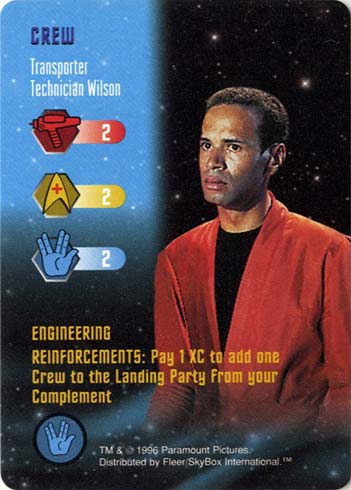 CREW
Transporter
Technician Wilson
2
2
2
ENGINEERING
REINFORCEMENTS: Pay 1 XC to add one
Crew to the Landing Party from your
Complement
TM & © 1996 Paramount Pictures.
Distributed by Fleer/SkyBox International.™